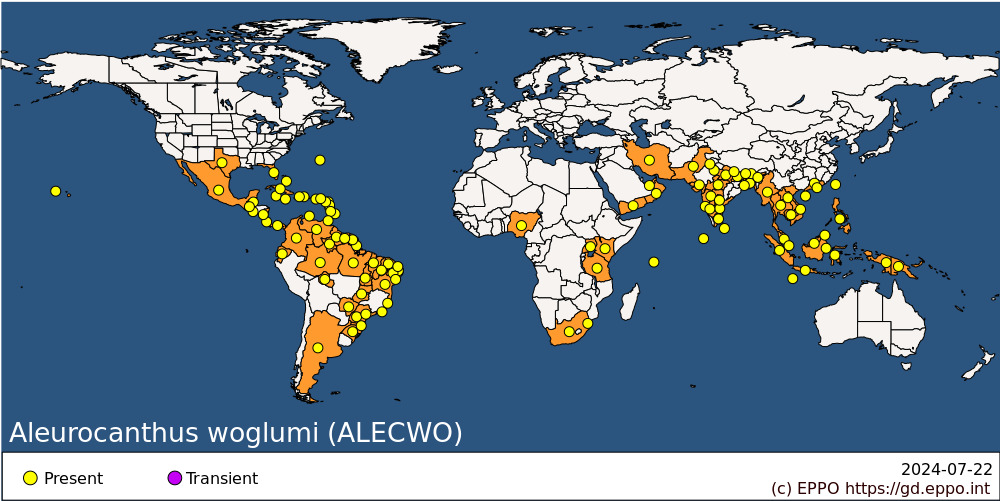 Aleurocanthus woglumi (ALECWO)
Present
Transient
2024-07-22
(c) EPPO https://gd.eppo.int